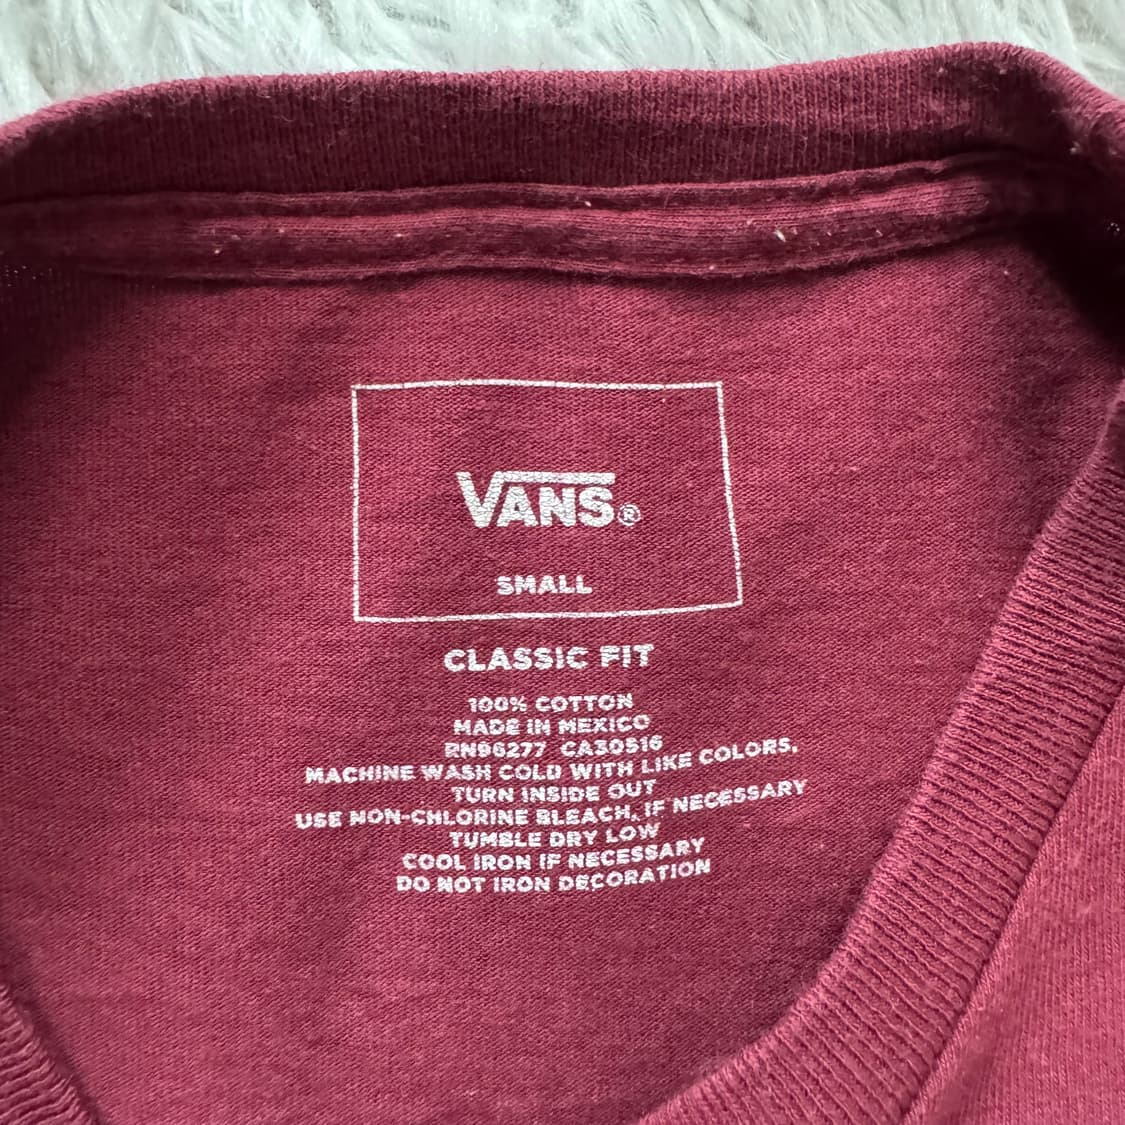 VANS®
SMALL
CLASSIC FIT
100% COTTON
MADE IN MEXICO
RN96277 CA30516
MACHINE WASH COLD WITH LIKE COLORS,
TURN INSIDE OUT
USE NON-CHLORINE BLEACH, IF NECESSARY
TUMBLE DRY LOW
COOL IRON IF NECESSARY
DO NOT IRON DECORATION